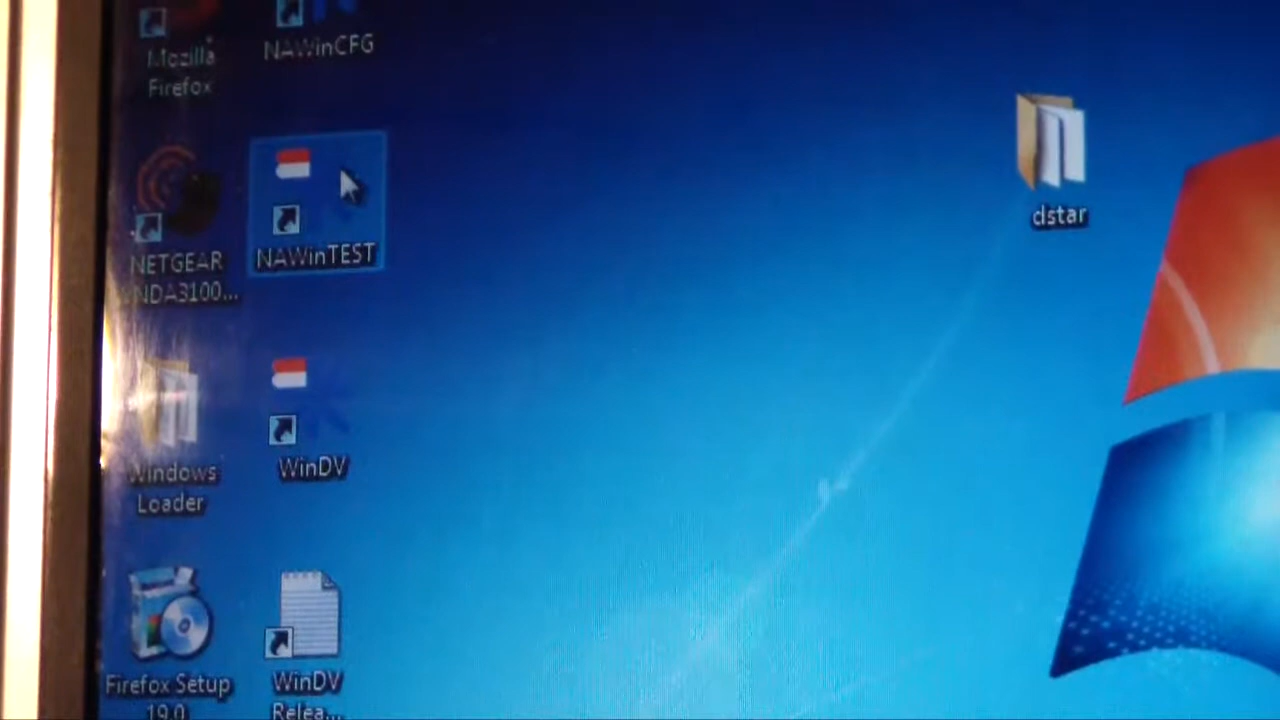 Mozilla
Firefox
NAWinCFG
NETGEAR
WNDA3100...
NAWinTEST
dstar
Windows
Loader
WinDV
Firefox Setup
19.0
WinDV
Relea...